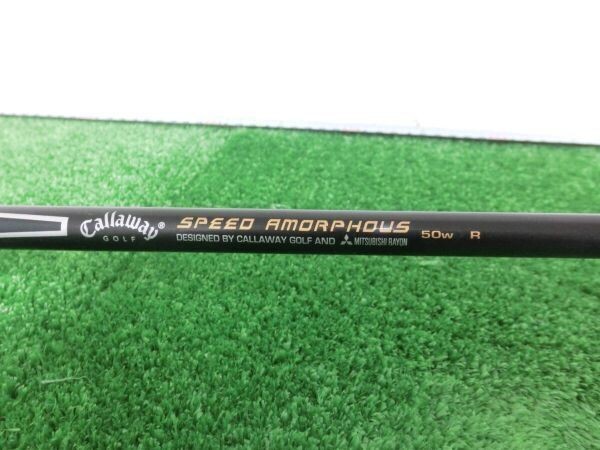 Callaway®
GOLF
SPEED AMORPHOUS
DESIGNED BY CALLAWAY GOLF AND MITSUBISHI RAYON
50w R